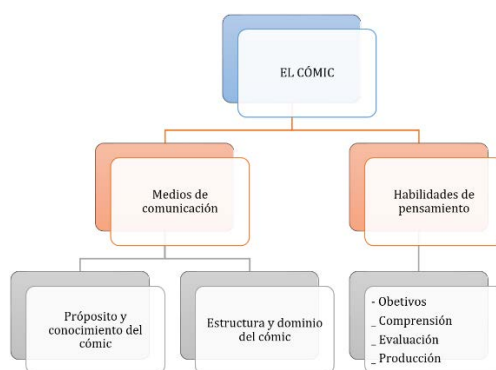 EL CÓMIC
Medios de
comunicación
Habilidades de
pensamiento
Próposito y
conocimiento del
cómic
Estructura y dominio
del cómic
- Obetivos
_ Comprensión
_ Evaluación
_ Producción